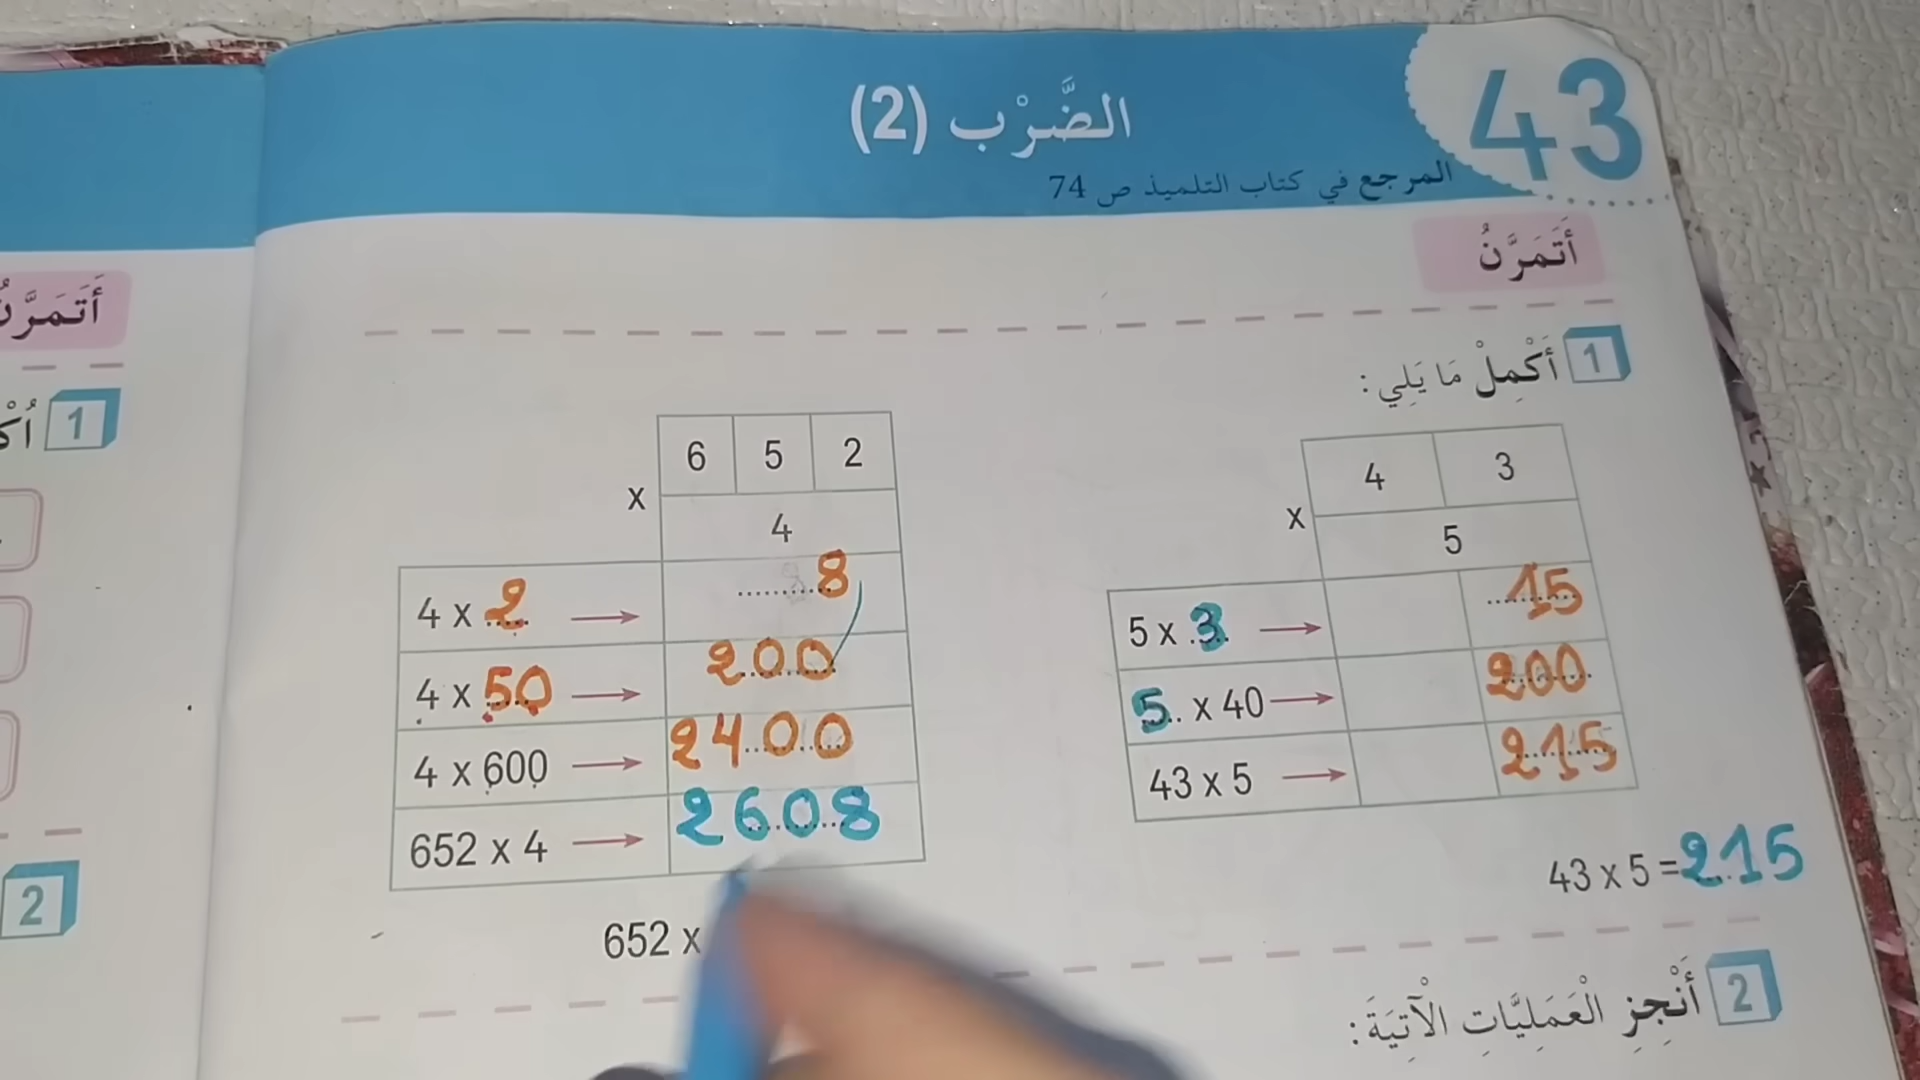 43
الضَّرْب (2)
المرجع في كتاب التلميذ ص 74
أَتَمَرَّنُ
1 أَكْمِلْ مَا يَلِي :
4 3
x
5
5 x 3 → 15
5 x 40 → 200
43 x 5 → 215
43 x 5 = 215
6 5 2
x
4
4 x 2 → 8
4 x 50 → 200
4 x 600 → 2400
652 x 4 → 2608
652 x
2 أَنْجِزِ الْعَمَلِيَّاتِ الْآتِيَةَ :
أَتَمَرَّنُ
1
2